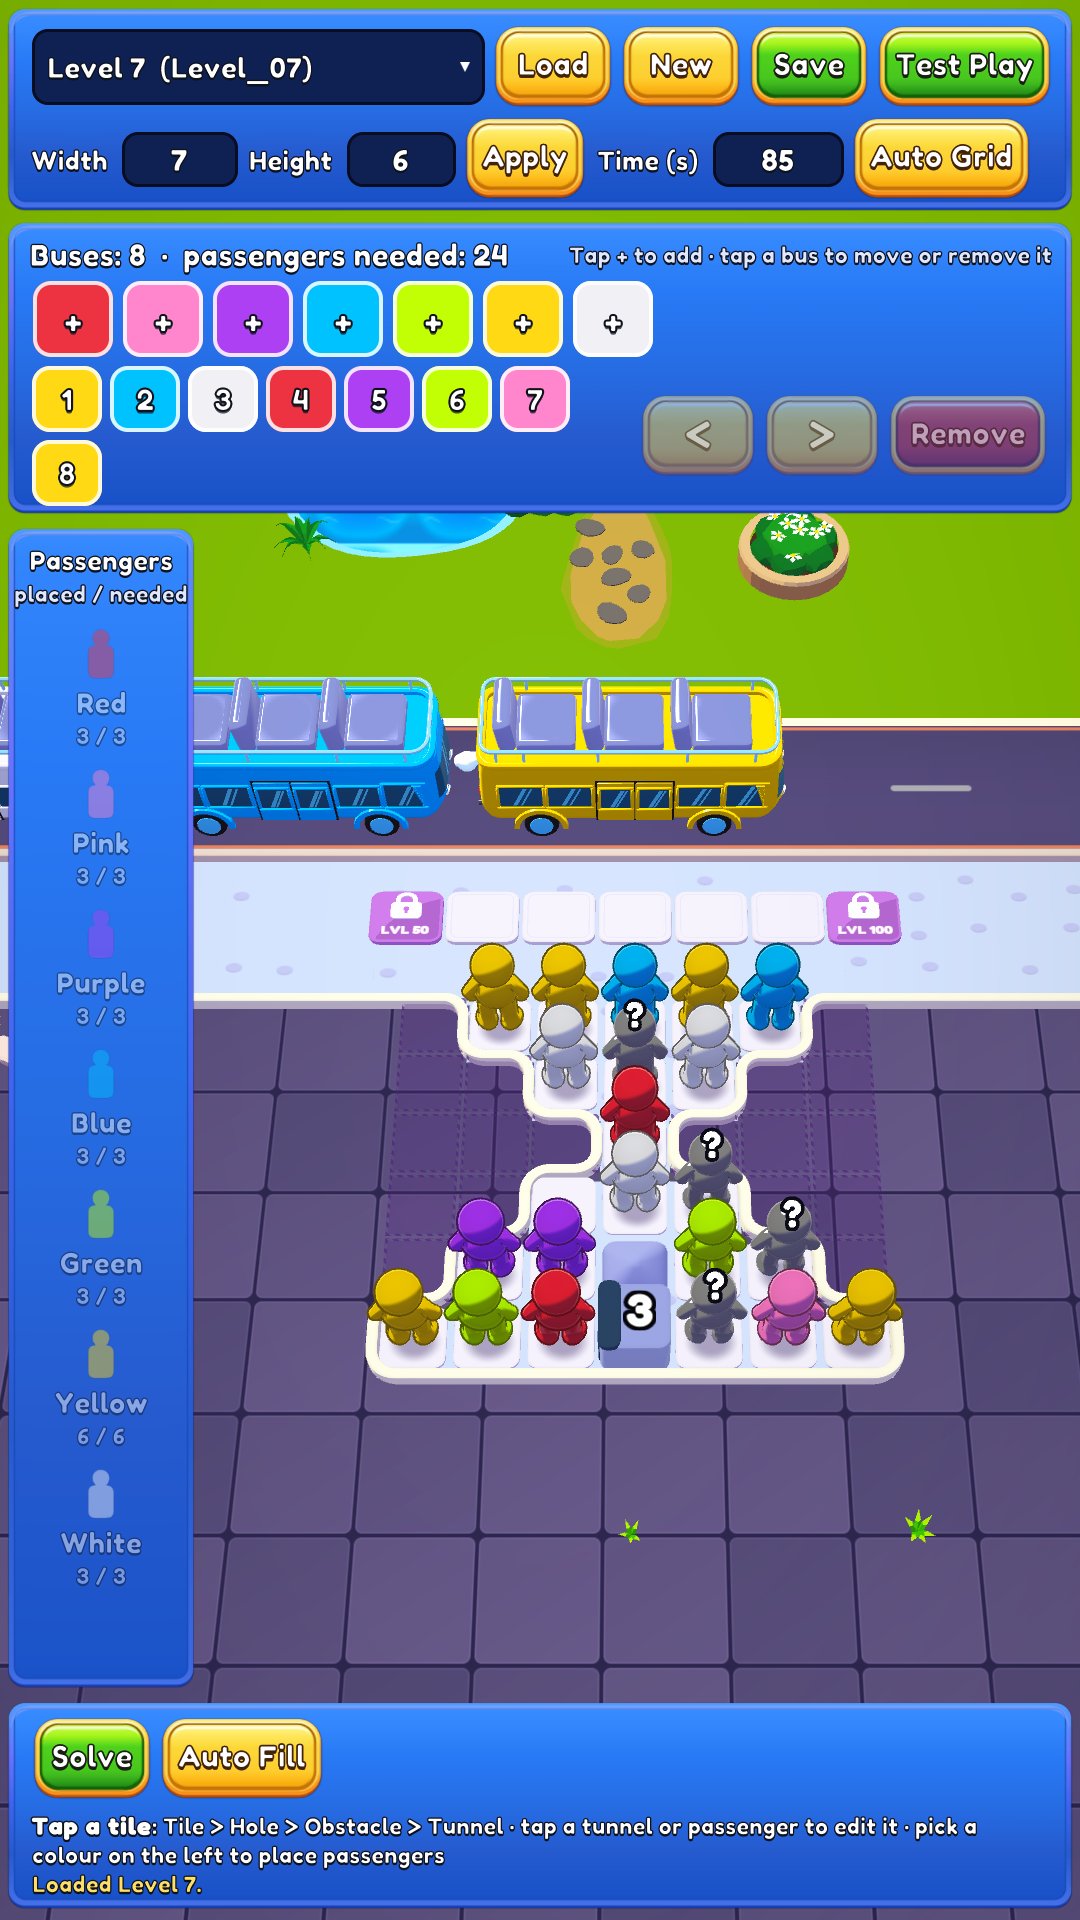 Level 7 (Level_07)
Load
New
Save
Test Play
Width
7
Height
6
Apply
Time (s)
85
Auto Grid
Buses: 8 · passengers needed: 24
Tap + to add · tap a bus to move or remove it
+ + + + + + +
1 2 3 4 5 6 7
8
<
>
Remove
Passengers
placed / needed
Red
3 / 3
Pink
3 / 3
Purple
3 / 3
Blue
3 / 3
Green
3 / 3
Yellow
6 / 6
White
3 / 3
LVL 50
LVL 100
?
?
?
?
3
Solve
Auto Fill
Tap a tile: Tile > Hole > Obstacle > Tunnel · tap a tunnel or passenger to edit it · pick a
colour on the left to place passengers
Loaded Level 7.